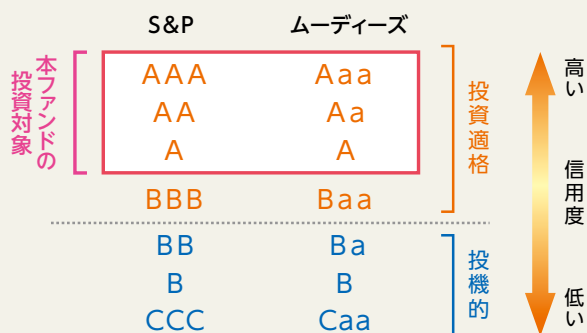 S&P ムーディーズ
本ファンドの
投資対象
AAA Aaa
AA Aa
A A
BBB Baa
投資適格
BB Ba
B B
CCC Caa
投機的
高い
信用度
低い